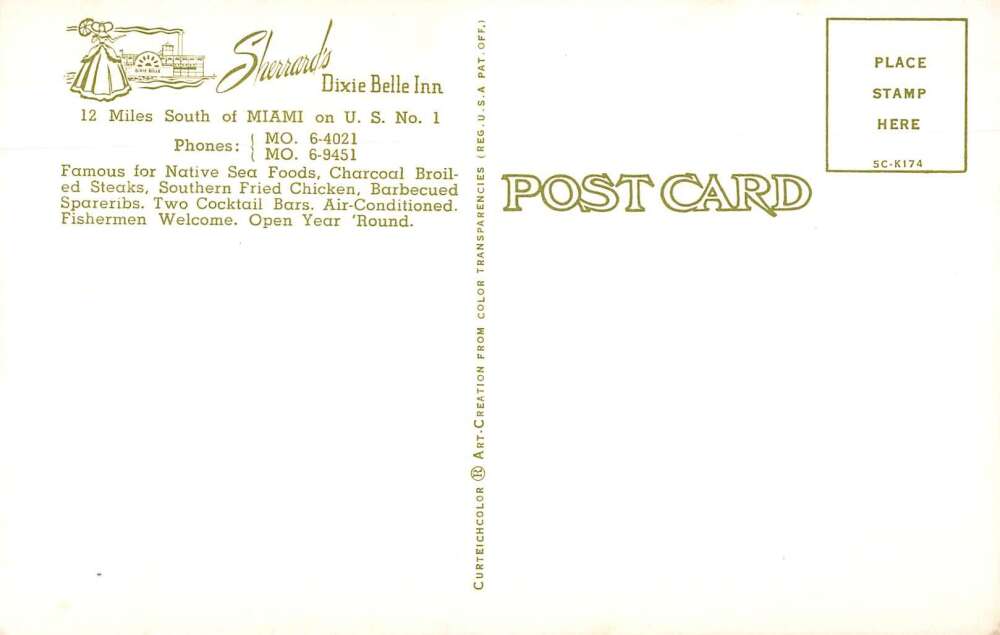 Sherrard's
Dixie Belle Inn
DIXIE BELLE
12 Miles South of MIAMI on U. S. No. 1
Phones: { MO. 6-4021
{ MO. 6-9451
Famous for Native Sea Foods, Charcoal Broil-
ed Steaks, Southern Fried Chicken, Barbecued
Spareribs. Two Cocktail Bars. Air-Conditioned.
Fishermen Welcome. Open Year 'Round.
CURTEICHCOLOR ® ART-CREATION FROM COLOR TRANSPARENCIES (REG. U.S.A PAT. OFF.)
POST CARD
PLACE
STAMP
HERE
5C-K174